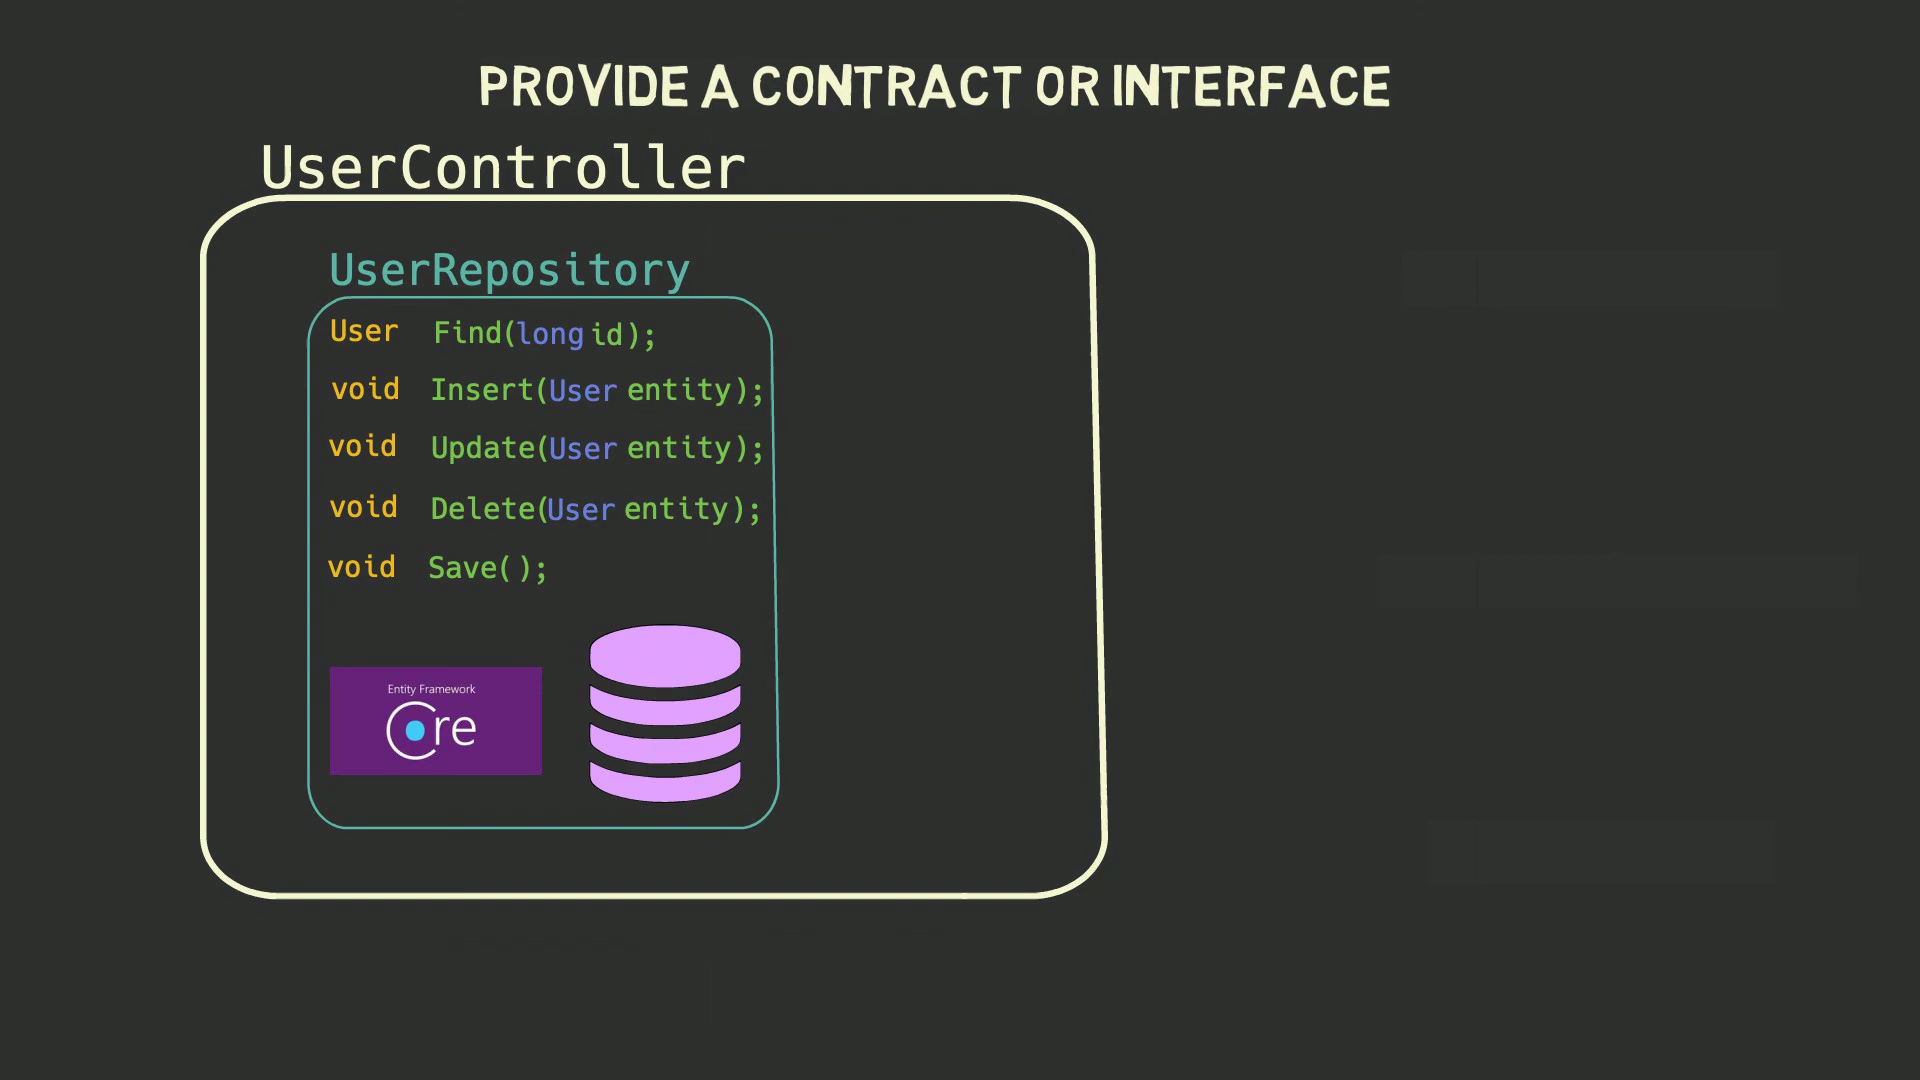 PROVIDE A CONTRACT OR INTERFACE
UserController
UserRepository
User Find(long id);
void Insert(User entity);
void Update(User entity);
void Delete(User entity);
void Save();
Entity Framework
Core